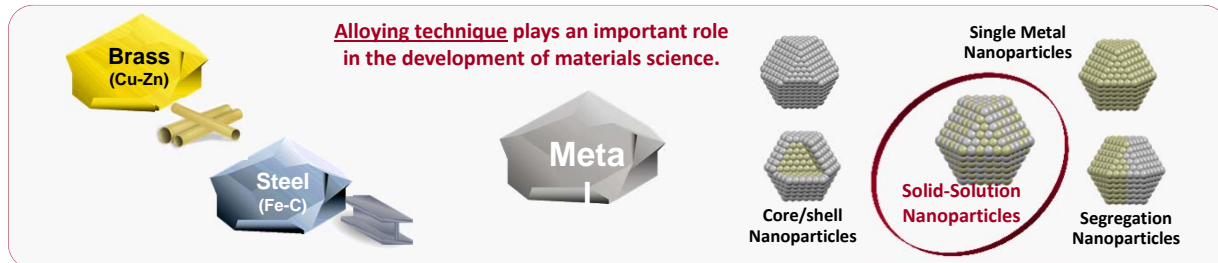 Alloying technique plays an important role
in the development of materials science.
Brass
(Cu-Zn)
Steel
(Fe-C)
Meta
l
Single Metal
Nanoparticles
Core/shell
Nanoparticles
Solid-Solution
Nanoparticles
Segregation
Nanoparticles